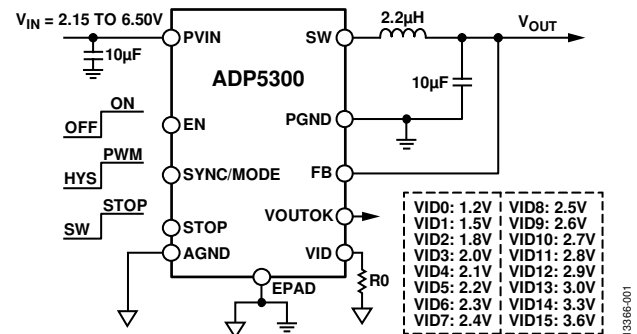 VIN = 2.15 TO 6.50V
10µF
PVIN
SW
2.2µH
VOUT
ADP5300
10µF
ON
OFF
EN
PGND
PWM
HYS
SYNC/MODE
FB
STOP
SW
STOP
VOUTOK
AGND
VID
EPAD
R0
VID0: 1.2V VID8: 2.5V
VID1: 1.5V VID9: 2.6V
VID2: 1.8V VID10: 2.7V
VID3: 2.0V VID11: 2.8V
VID4: 2.1V VID12: 2.9V
VID5: 2.2V VID13: 3.0V
VID6: 2.3V VID14: 3.3V
VID7: 2.4V VID15: 3.6V
13366-001